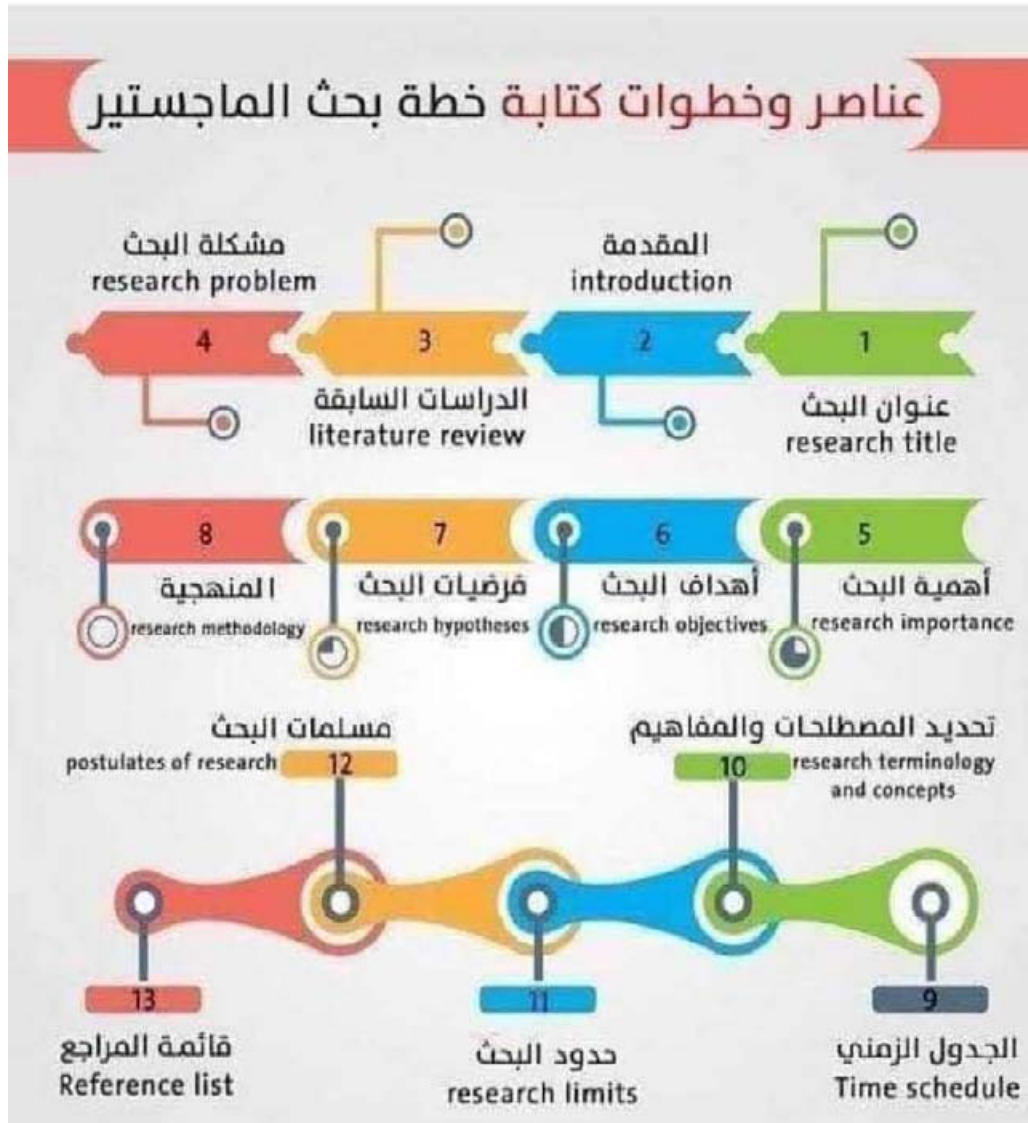 عناصر وخطوات كتابة خطة بحث الماجستير
1
عنوان البحث
research title
المقدمة
introduction
2
3
الدراسات السابقة
literature review
مشكلة البحث
research problem
4
5
أهمية البحث
research importance
6
أهداف البحث
research objectives
7
فرضيات البحث
research hypotheses
8
المنهجية
research methodology
9
الجدول الزمني
Time schedule
تحديد المصطلحات والمفاهيم
10
research terminology
and concepts
11
حدود البحث
research limits
مسلمات البحث
postulates of research
12
13
قائمة المراجع
Reference list